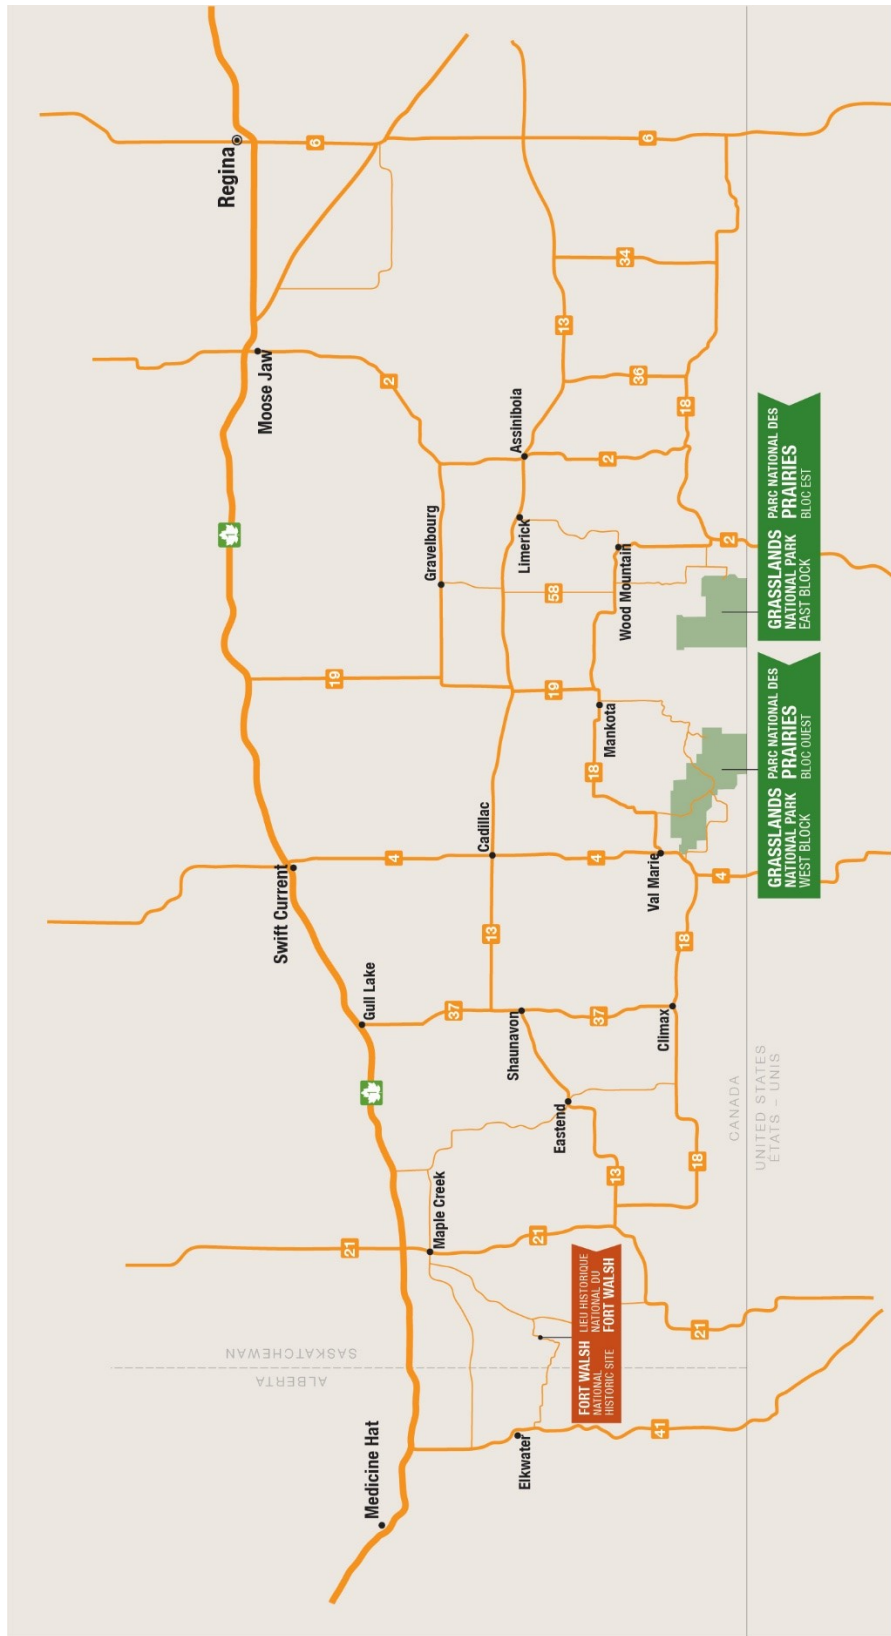 Regina
6
1
Moose Jaw
19
Swift Current
SASKATCHEWAN
ALBERTA
21
Gull Lake
1
Medicine Hat
2
4
Gravelbourg
Maple Creek
37
Cadillac
13
Limerick
Assiniboia
Shaunavon
Elkwater
21
58
19
13
Eastend
Mankota
18
4
37
2
34
36
6
13
Wood Mountain
Val Marie
Climax
41
FORT WALSH
NATIONAL
HISTORIC SITE
LIEU HISTORIQUE
NATIONAL DU
FORT WALSH
18
18
18
21
4
2
CANADA
UNITED STATES
ÉTATS – UNIS
GRASSLANDS
NATIONAL PARK
WEST BLOCK
PARC NATIONAL DES
PRAIRIES
BLOC OUEST
GRASSLANDS
NATIONAL PARK
EAST BLOCK
PARC NATIONAL DES
PRAIRIES
BLOC EST